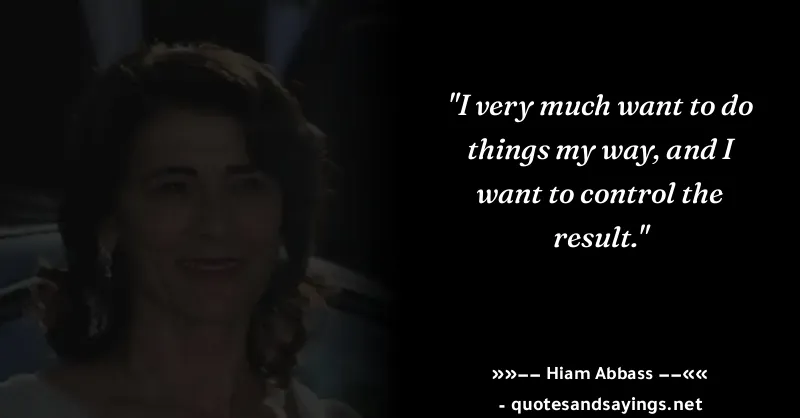 "I very much want to do
things my way, and I
want to control the
result."
»»−− Hiam Abbass −−««
- quotesandsayings.net